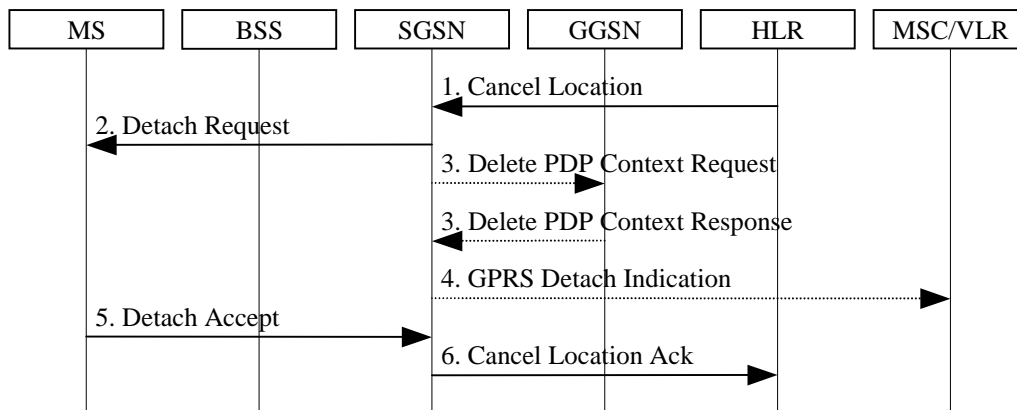 MS BSS SGSN GGSN HLR MSC/VLR
1. Cancel Location
2. Detach Request
3. Delete PDP Context Request
3. Delete PDP Context Response
4. GPRS Detach Indication
5. Detach Accept
6. Cancel Location Ack